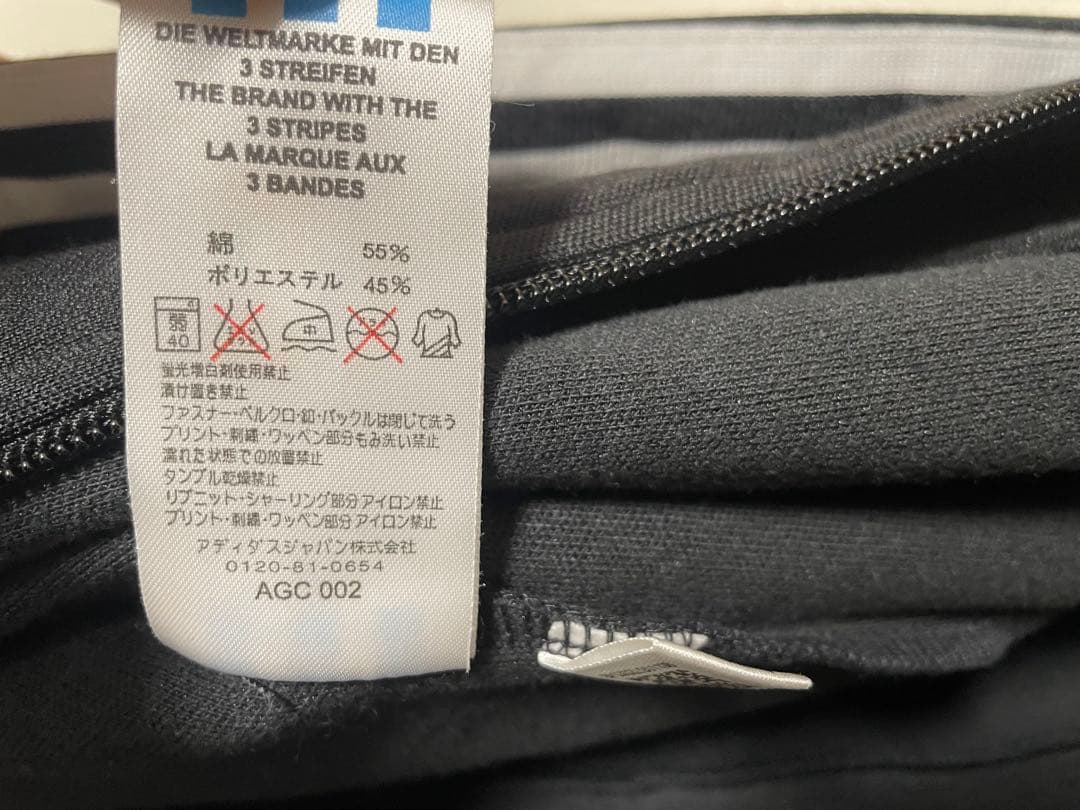 DIE WELTMARKE MIT DEN
3 STREIFEN
THE BRAND WITH THE
3 STRIPES
LA MARQUE AUX
3 BANDES
綿 55%
ポリエステル 45%
40 中
蛍光増白剤使用禁止
漬け置き禁止
ファスナー・ベルクロ・釦・バックルは閉じて洗う
プリント・刺繍・ワッペン部分もみ洗い禁止
濡れた状態での放置禁止
タンブル乾燥禁止
リブニット・シャーリング部分アイロン禁止
プリント・刺繍・ワッペン部分アイロン禁止
アディダスジャパン株式会社
0120-81-0654
AGC 002